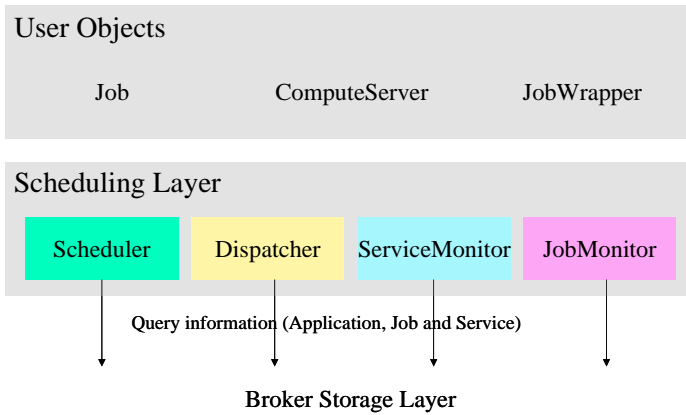 User Objects
Job ComputeServer JobWrapper
Scheduling Layer
Scheduler Dispatcher ServiceMonitor JobMonitor
Query information (Application, Job and Service)
Broker Storage Layer